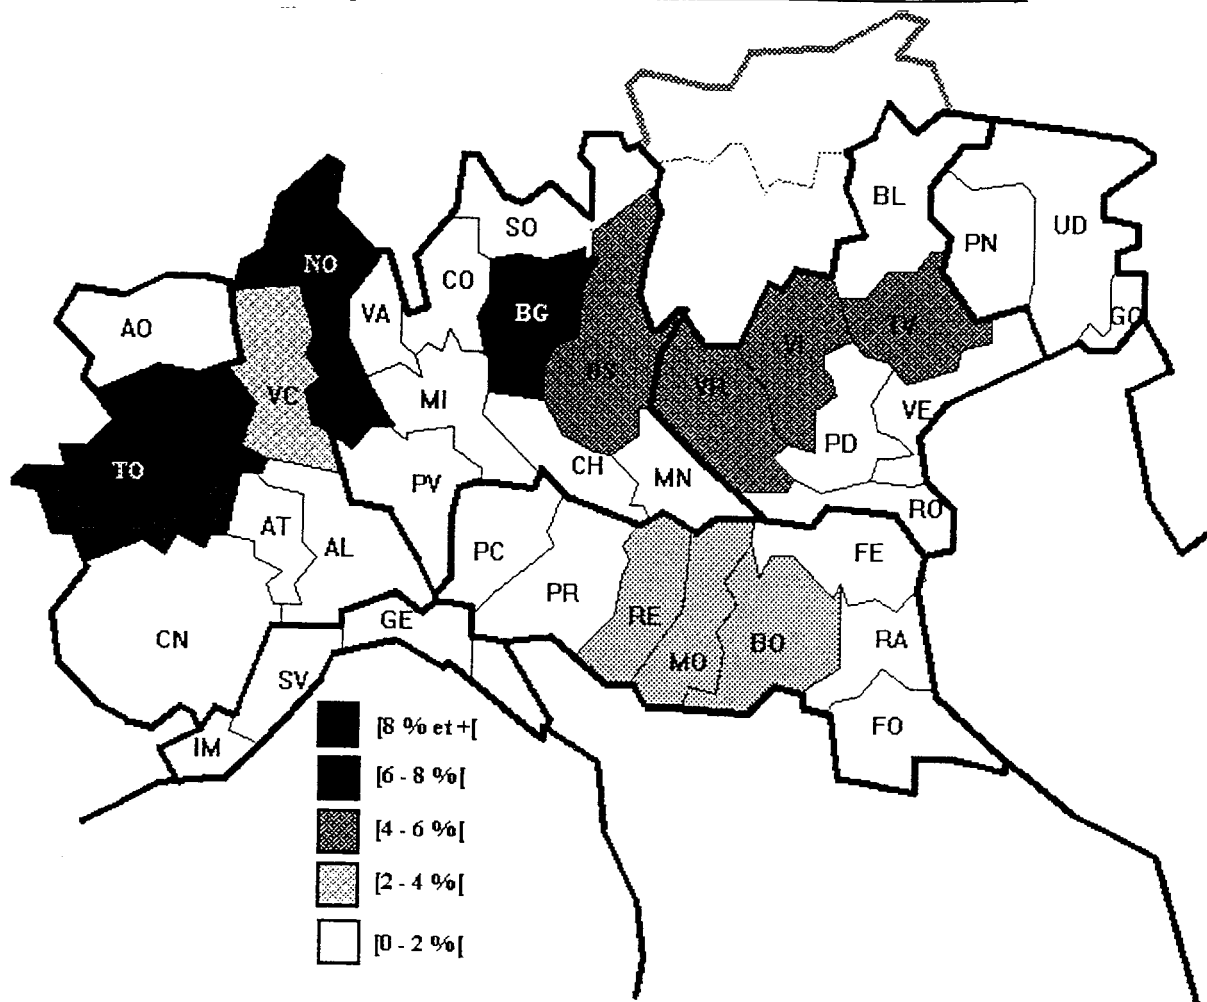 BL
SO
UD
PN
NO
CO
VA
BG
GO
AO
TV
VI
BS
VR
VC
MI
VE
PD
TO
CH
MN
PV
RO
AT
AL
PC
FE
PR
RE
GE
CN
BO
RA
MO
SV
FO
IM
[8 % et +[
[6 - 8 %[
[4 - 6 %[
[2 - 4 %[
[0 - 2 %[